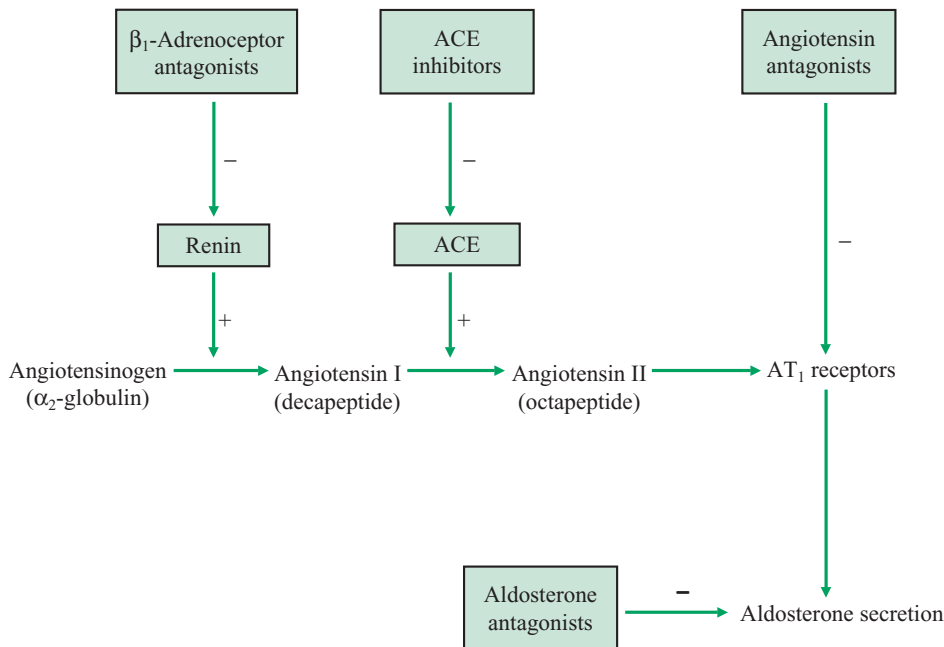 β₁-Adrenoceptor
antagonists
ACE
inhibitors
Angiotensin
antagonists
−
−
−
Renin
ACE
+
+
Angiotensinogen
(α₂-globulin)
Angiotensin I
(decapeptide)
Angiotensin II
(octapeptide)
AT₁ receptors
Aldosterone
antagonists
−
Aldosterone secretion